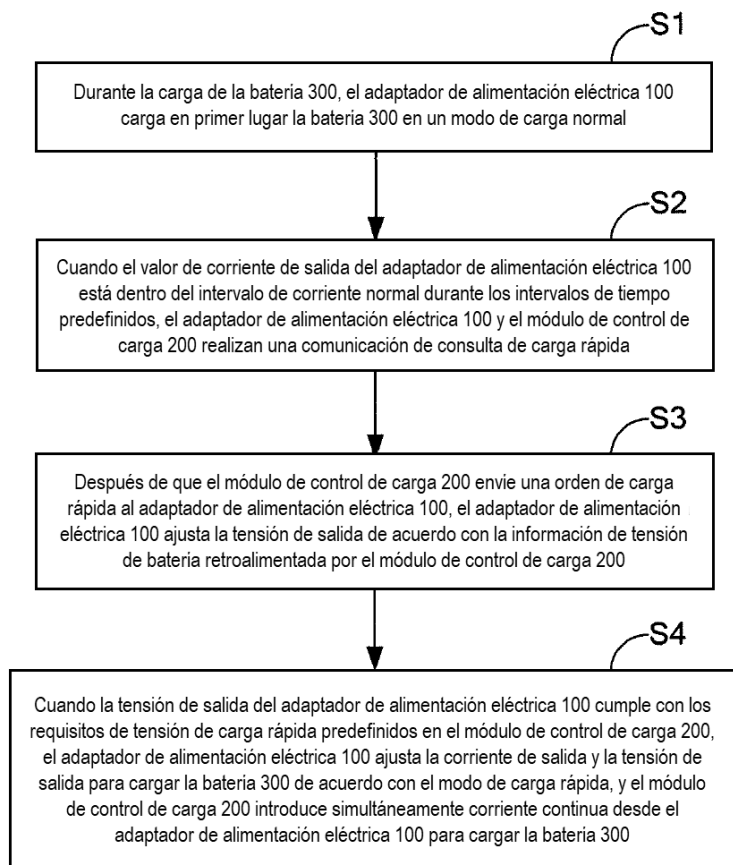 S1
Durante la carga de la bateria 300, el adaptador de alimentación eléctrica 100
carga en primer lugar la bateria 300 en un modo de carga normal
S2
Cuando el valor de corriente de salida del adaptador de alimentación eléctrica 100
está dentro del intervalo de corriente normal durante los intervalos de tiempo
predefinidos, el adaptador de alimentación eléctrica 100 y el módulo de control de
carga 200 realizan una comunicación de consulta de carga rápida
S3
Después de que el módulo de control de carga 200 envie una orden de carga
rápida al adaptador de alimentación eléctrica 100, el adaptador de alimentación
eléctrica 100 ajusta la tensión de salida de acuerdo con la información de tensión
de bateria retroalimentada por el módulo de control de carga 200
S4
Cuando la tensión de salida del adaptador de alimentación eléctrica 100 cumple con los
requisitos de tensión de carga rápida predefinidos en el módulo de control de carga 200,
el adaptador de alimentación eléctrica 100 ajusta la corriente de salida y la tensión de
salida para cargar la bateria 300 de acuerdo con el modo de carga rápida, y el módulo
de control de carga 200 introduce simultáneamente corriente continua desde el
adaptador de alimentación eléctrica 100 para cargar la bateria 300